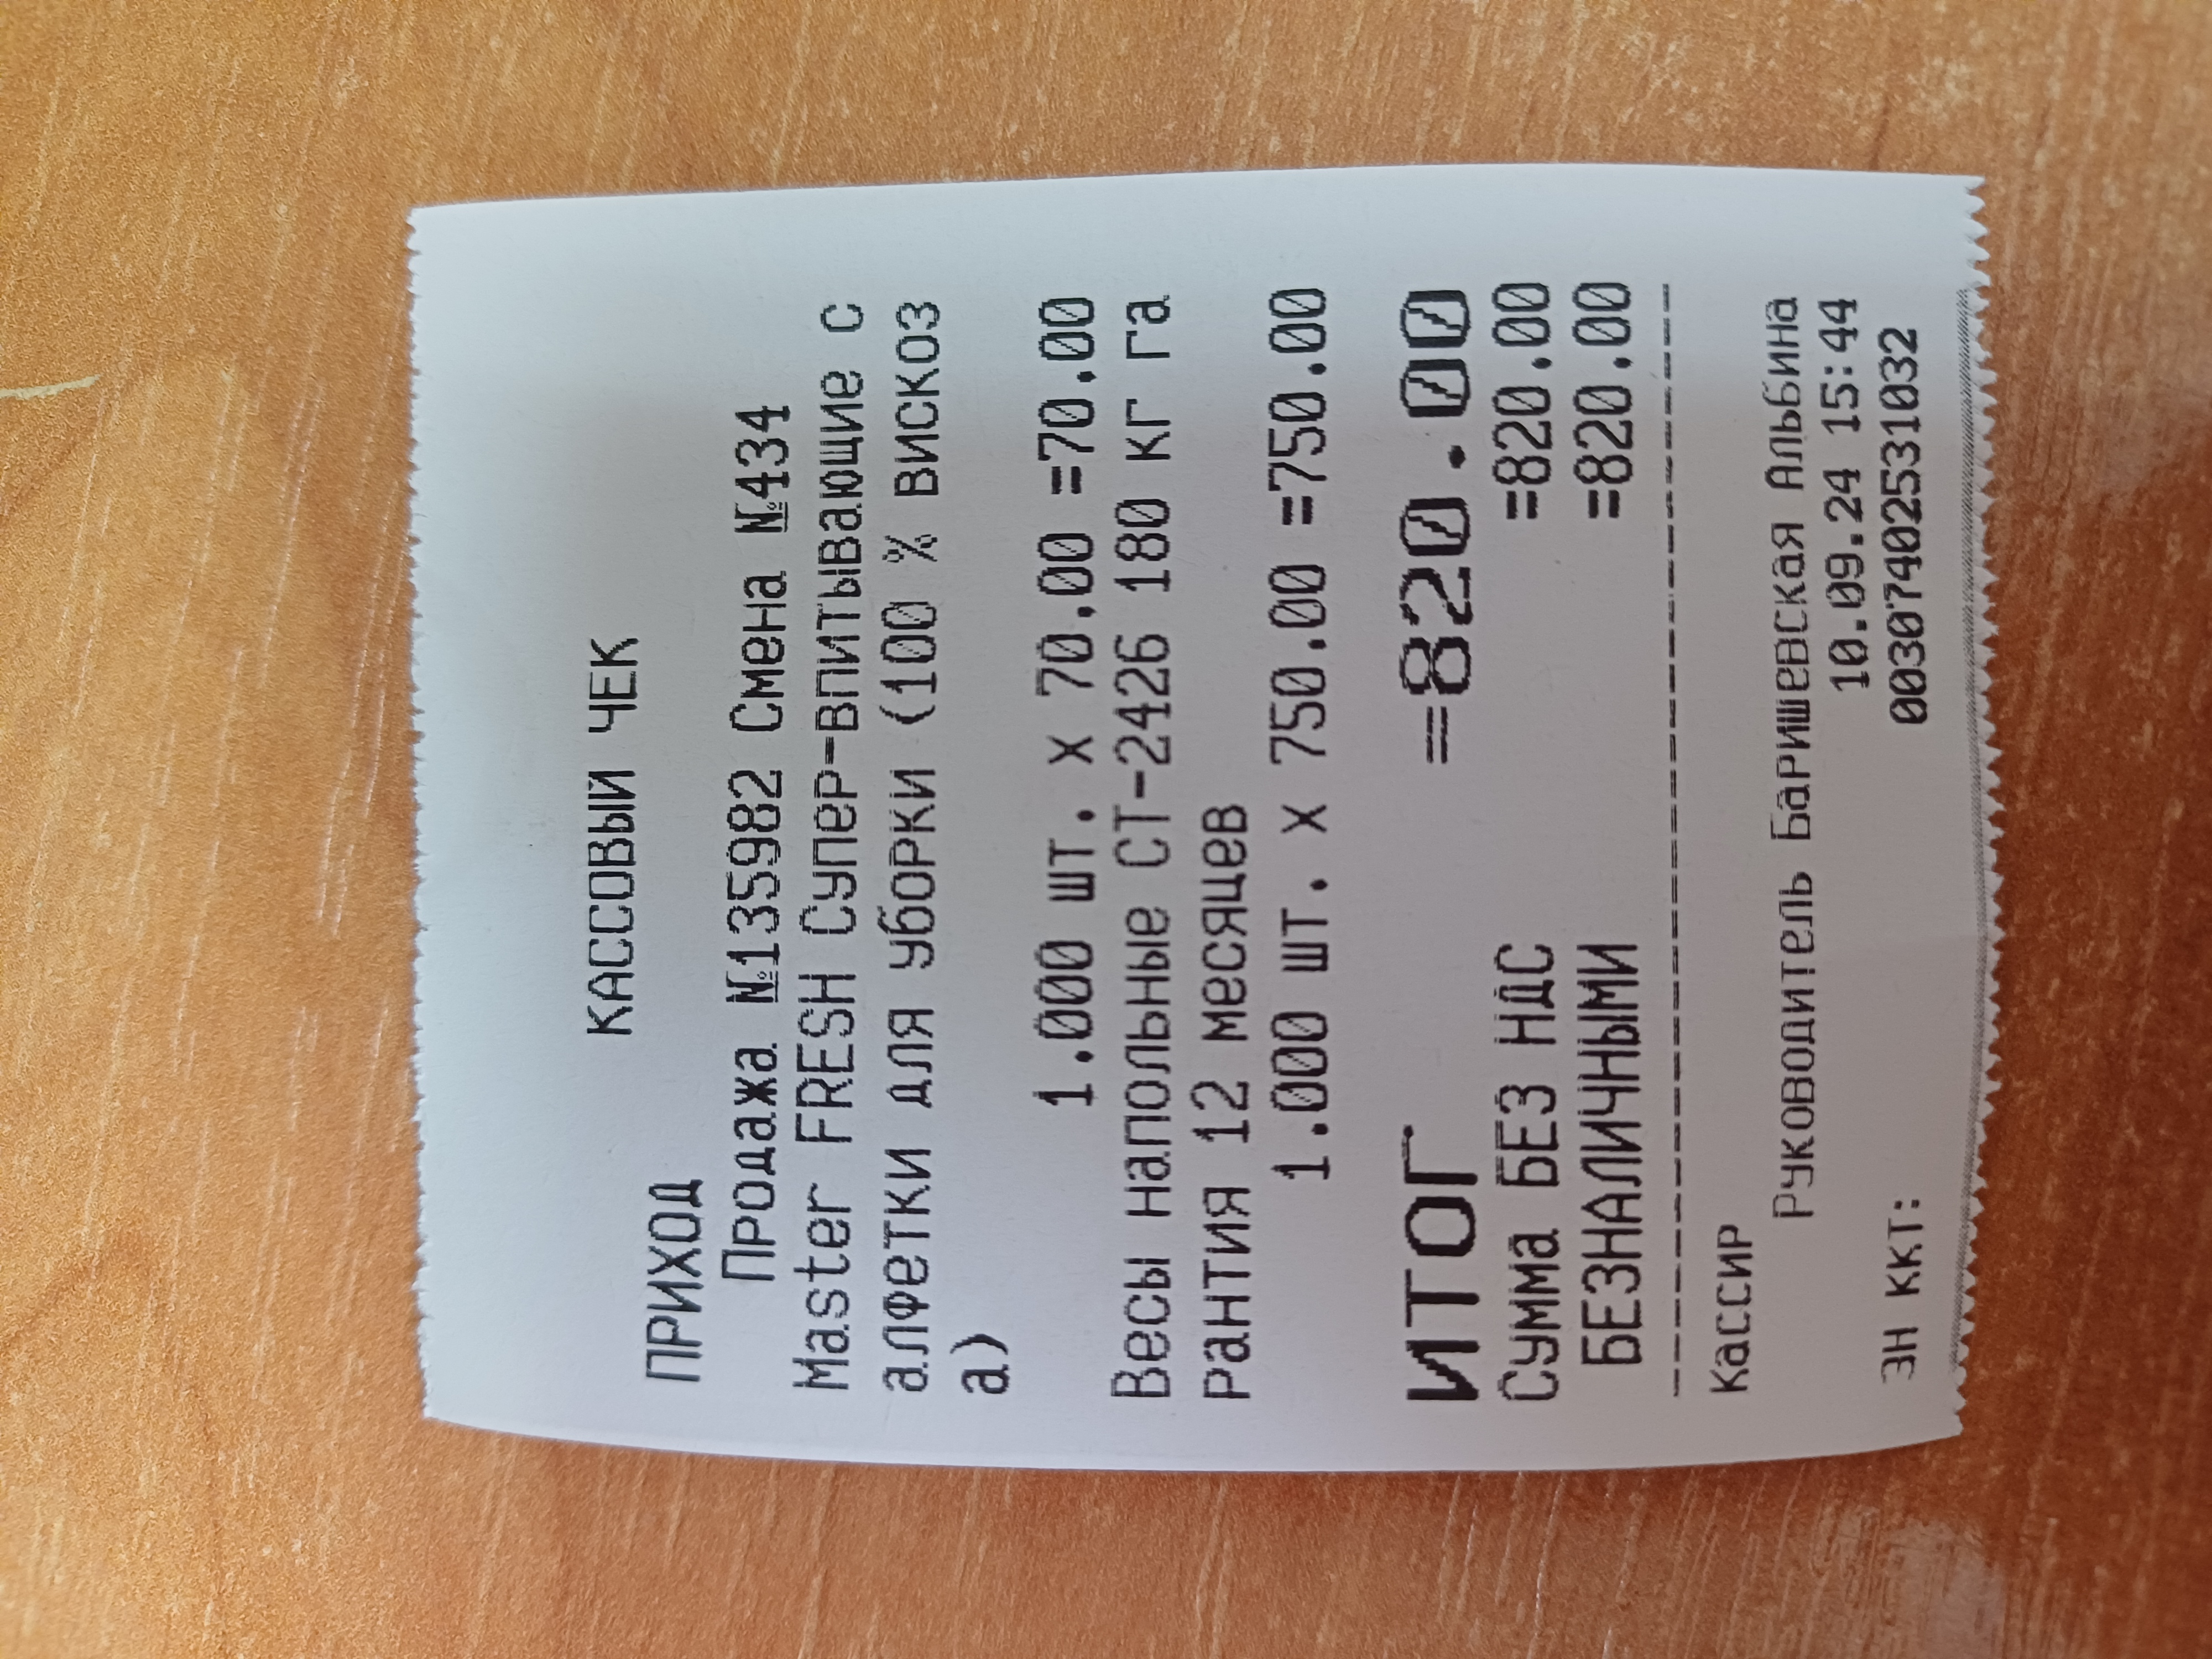 КАССОВЫЙ ЧЕК
ПРИХОД
Продажа №135982 Смена №434
Master FRESH Супер-впитывающие с
алфетки для уборки (100 % вискоз
а)
1.000 шт. X 70.00 =70.00
Весы напольные СТ-2426 180 кг га
рантия 12 месяцев
1.000 шт. X 750.00 =750.00
ИТОГ =820.00
Сумма БЕЗ НДС =820.00
БЕЗНАЛИЧНЫМИ =820.00
Кассир
Руководитель Баришевская Альбина
10.09.24 15:44
ЗН ККТ: 00307402531032